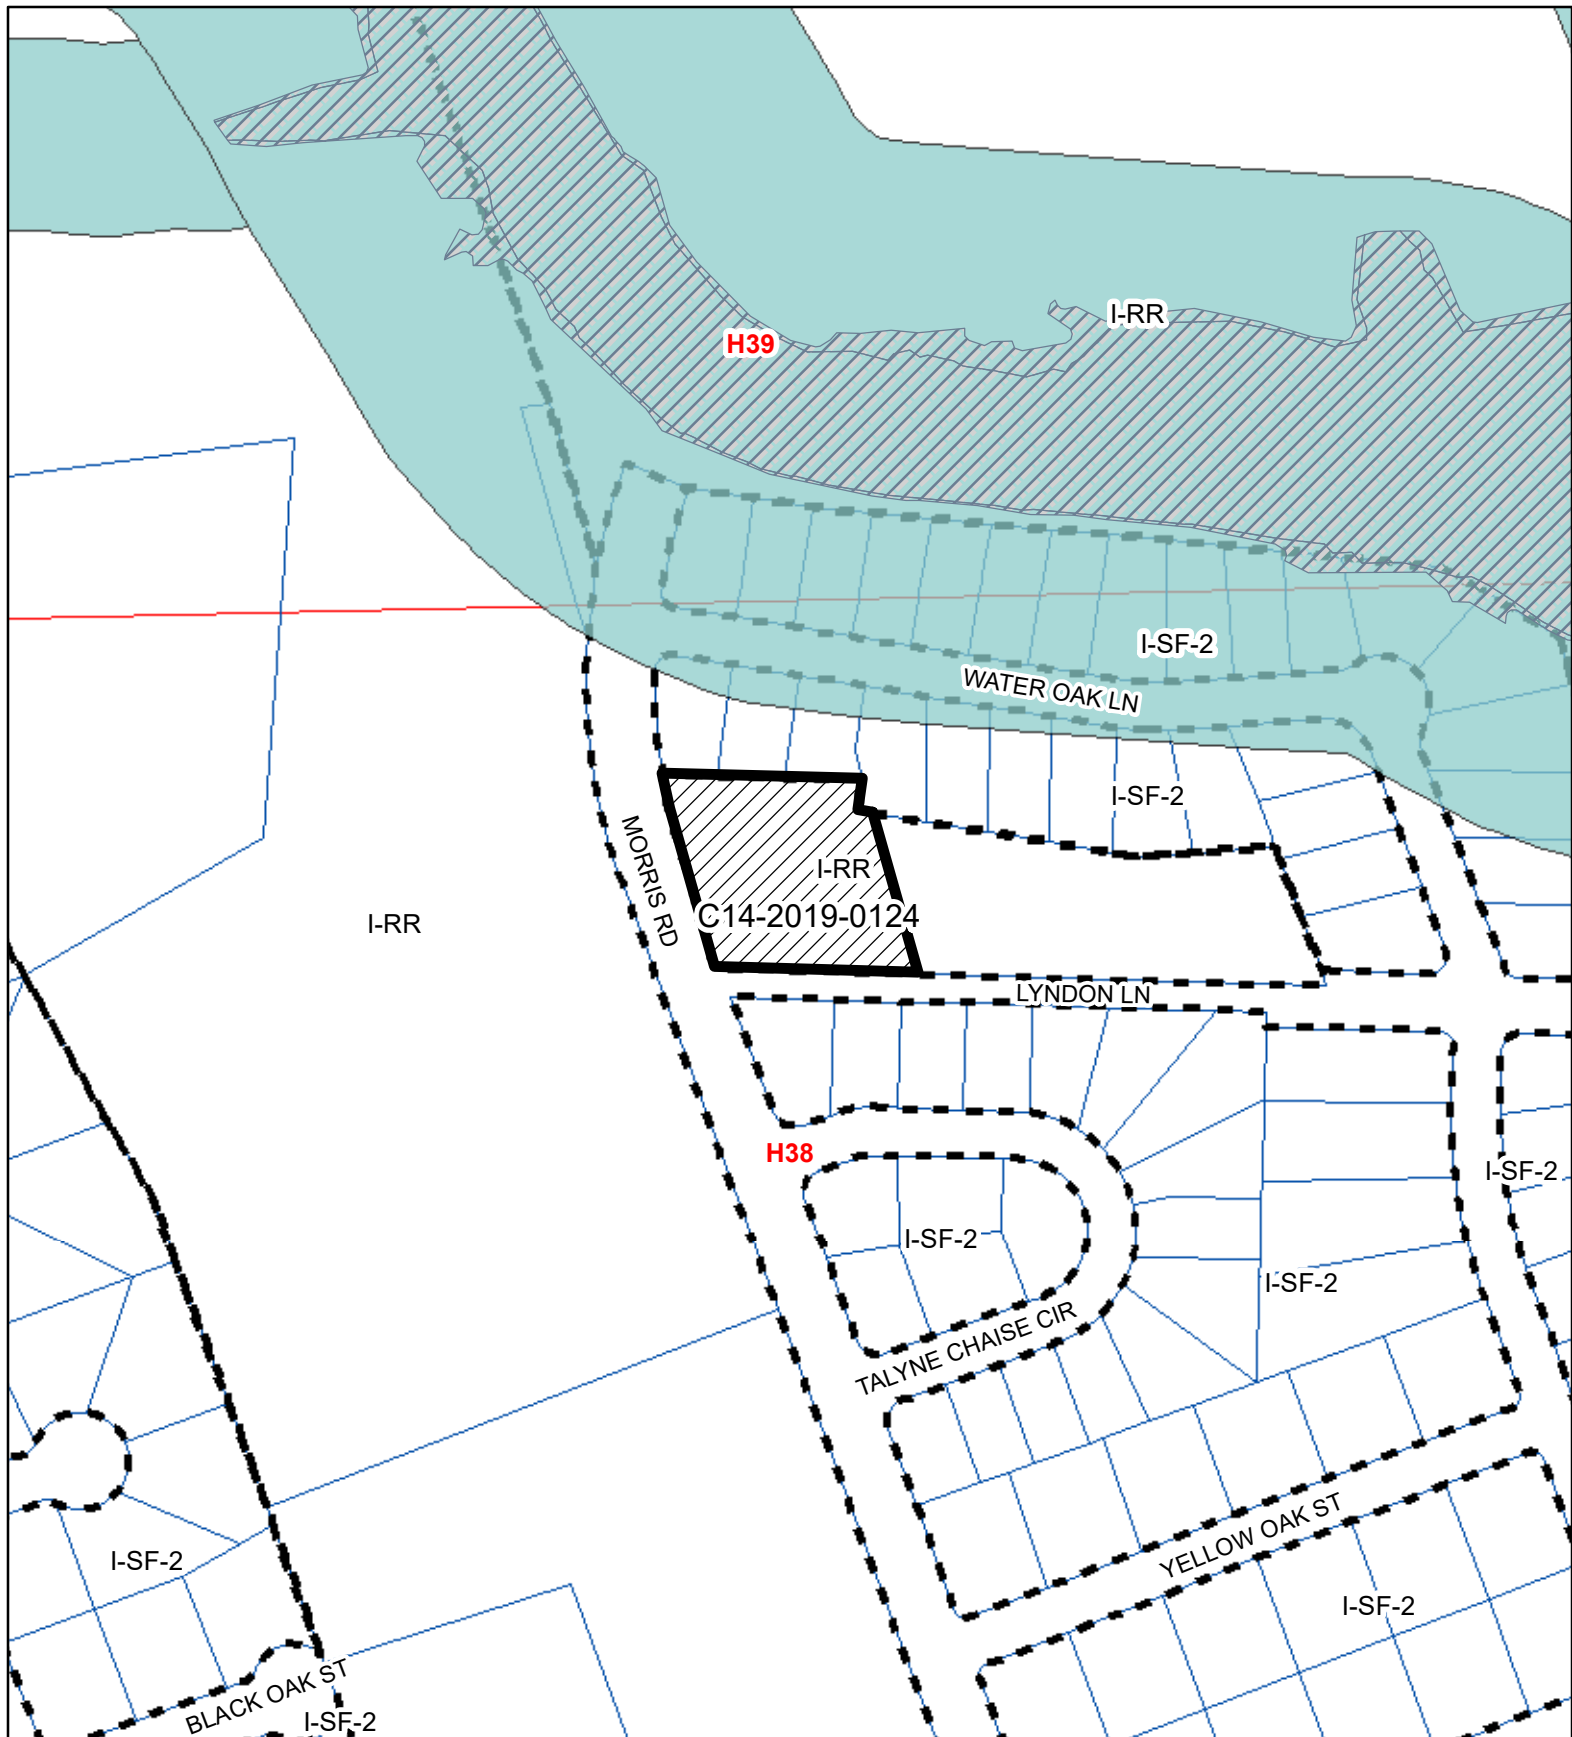 I-RR
H39
I-SF-2
WATER OAK LN
I-SF-2
MORRIS RD
I-RR
C14-2019-0124
I-RR
LYNDON LN
H38
I-SF-2
I-SF-2
I-SF-2
TALYNE CHAISE CIR
YELLOW OAK ST
I-SF-2
I-SF-2
BLACK OAK ST
I-SF-2